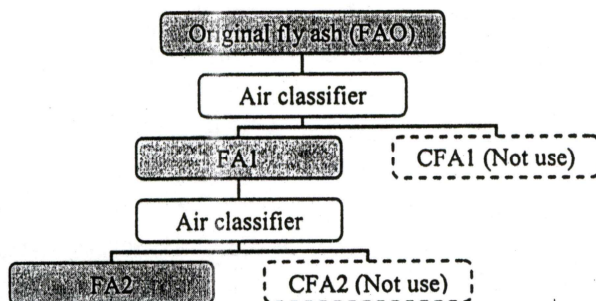 Original fly ash (FAO)
Air classifier
FA1
CFA1 (Not use)
Air classifier
FA2
CFA2 (Not use)